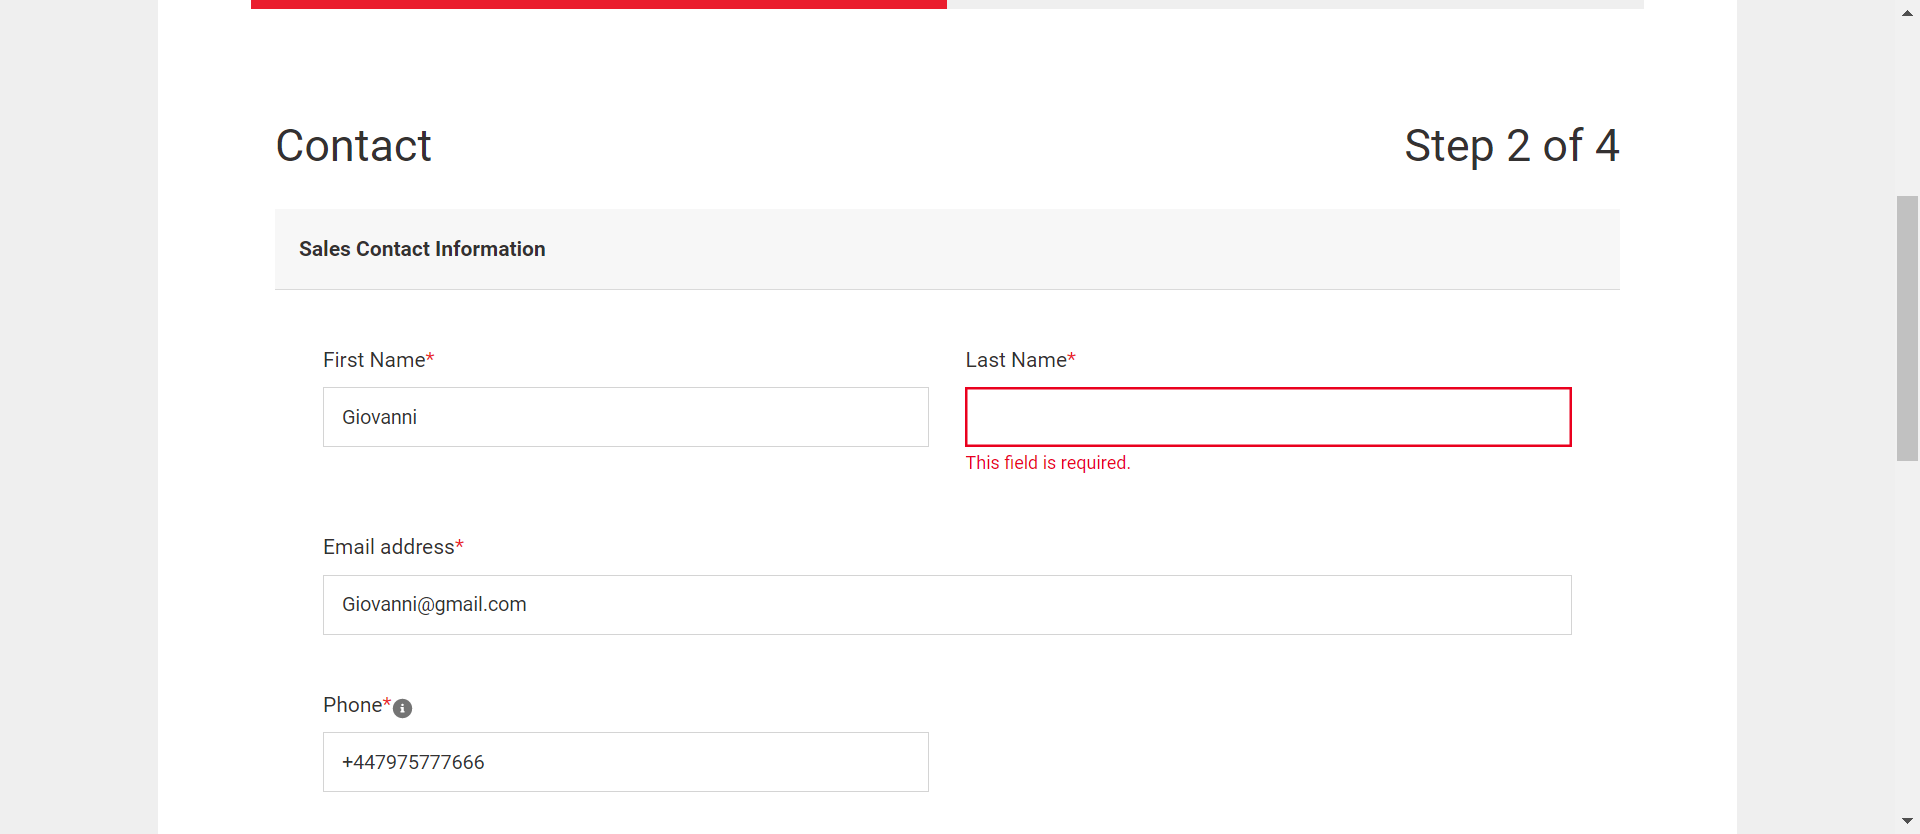 Contact
Step 2 of 4
Sales Contact Information
First Name*
Last Name*
Giovanni
This field is required.
Email address*
Giovanni@gmail.com
Phone*
+447975777666